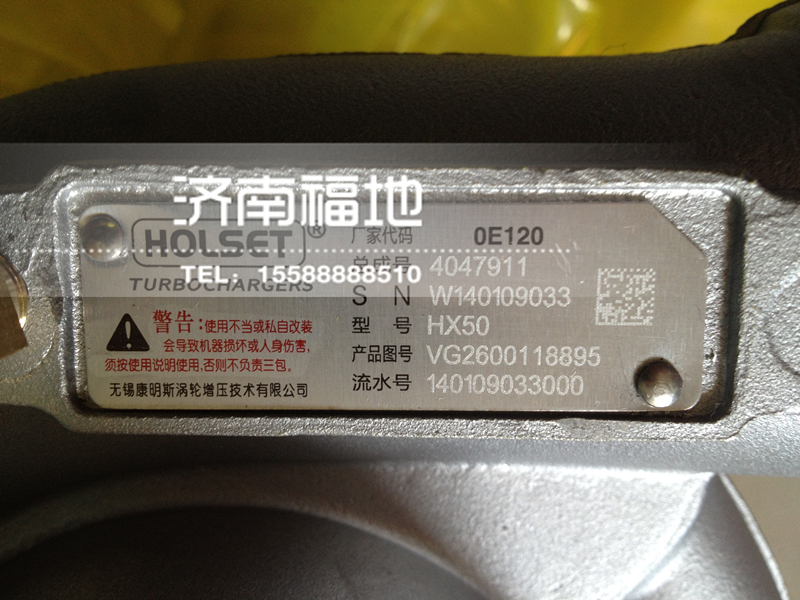 济南福地
TEL: 15588888510
HOLSET®
TURBOCHARGERS
警告:使用不当或私自改装
会导致机器损坏或人身伤害,
须按使用说明使用,否则不负责三包。
无锡康明斯涡轮增压技术有限公司
厂家代码 0E120
总成号 4047911
S N W140109033
型号 HX50
产品图号 VG2600118895
流水号 140109033000